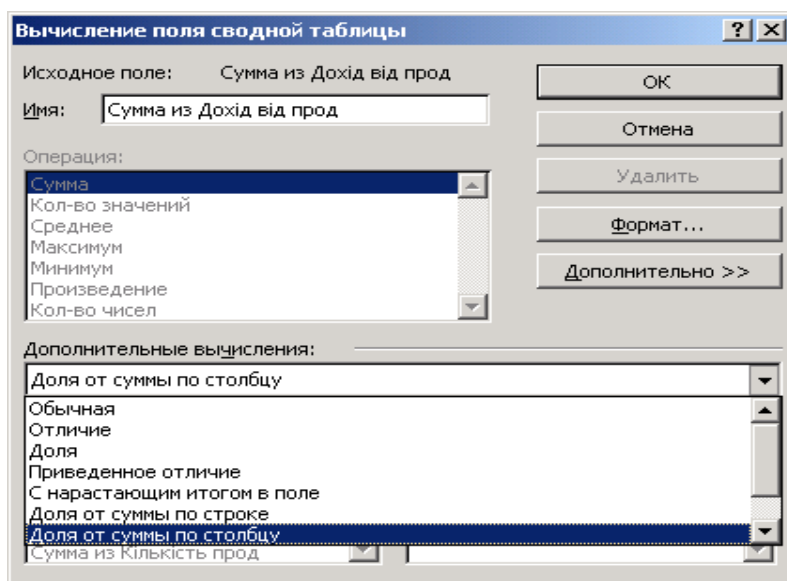 Вычисление поля сводной таблицы
Исходное поле: Сумма из Дохід від прод
Имя: Сумма из Дохід від прод
Операция:
Сумма
Кол-во значений
Среднее
Максимум
Минимум
Произведение
Кол-во чисел
ОК
Отмена
Удалить
Формат...
Дополнительно >>
Дополнительные вычисления:
Доля от суммы по столбцу
Обычная
Отличие
Доля
Приведенное отличие
С нарастающим итогом в поле
Доля от суммы по строке
Доля от суммы по столбцу
Сумма из Кількість прод